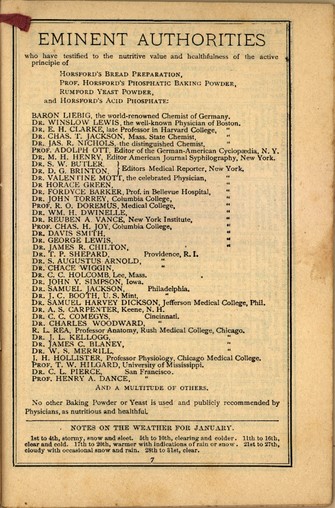 EMINENT AUTHORITIES
who have testified to the nutritive value and healthfulness of the active
principle of
HORSFORD'S BREAD PREPARATION,
PROF. HORSFORD'S PHOSPHATIC BAKING POWDER,
RUMFORD YEAST POWDER,
and HORSFORD'S ACID PHOSPHATE:
BARON LIEBIG, the world-renowned Chemist of Germany.
DR. WINSLOW LEWIS, the well-known Physician of Boston.
DR. E. H. CLARKE, late Professor in Harvard College, "
DR. CHAS. T. JACKSON, Mass. State Chemist, "
DR. JAS. R. NICHOLS, the distinguished Chemist, "
PROF. ADOLPH OTT, Editor of the German-American Cyclopædia, N. Y.
DR. M. H. HENRY, Editor American Journal Syphilography, New York.
DR. S. W. BUTLER,
DR. D. G. BRINTON, } Editors Medical Reporter, New York,
DR. VALENTINE MOTT, the celebrated Physician, "
DR HORACE GREEN, "
DR. FORDYCE BARKER, Prof. in Bellevue Hospital, "
DR. JOHN TORREY, Columbia College, "
PROF. R. O. DOREMUS, Medical College, "
DR. WM. H. DWINELLE, "
DR. REUBEN A. VANCE, New York Institute, "
PROF. CHAS. H. JOY, Columbia College, "
DR. DAVIS SMITH, "
DR. GEORGE LEWIS, "
DR. JAMES R. CHILTON, "
DR. T. P. SHEPARD, Providence, R. I.
DR. S. AUGUSTUS ARNOLD, "
DR. CHACE WIGGIN, "
DR. C. C. HOLCOMB, Lee, Mass.
DR. JOHN Y. SIMPSON, Iowa.
DR. SAMUEL JACKSON, Philadelphia.
DR. J. C. BOOTH, U. S. Mint, "
DR. SAMUEL HARVEY DICKSON, Jefferson Medical College, Phil.
DR. A. S. CARPENTER, Keene, N. H.
DR. C. G. COMEGYS, Cincinnati.
DR. CHARLES WOODWARD, "
R. L. REA, Professor Anatomy, Rush Medical College, Chicago.
DR. J. L. KELLOGG, "
DR. JAMES C. BLANEY, "
DR. W. S. MERRILL, "
J. H. HOLLISTER, Professor Physiology, Chicago Medical College.
PROF. T. W. HILGARD, University of Mississippi.
DR. C. L. PIERCE, San Francisco.
PROF. HENRY A. DANCE, "
AND A MULTITUDE OF OTHERS.
No other Baking Powder or Yeast is used and publicly recommended by
Physicians, as nutritious and healthful.
NOTES ON THE WEATHER FOR JANUARY.
1st to 4th, stormy, snow and sleet. 5th to 10th, clearing and colder. 11th to 16th,
clear and cold. 17th to 20th, warmer with indications of rain or snow. 21st to 27th,
cloudy with occasional snow and rain. 28th to 31st, clear.
7